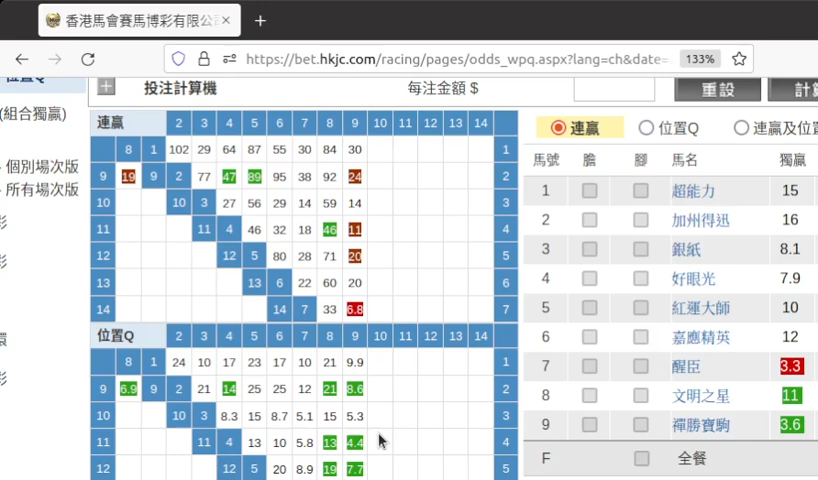 香港馬會賽馬博彩有限公
https://bet.hkjc.com/racing/pages/odds_wpq.aspx?lang=ch&date=
133%
位置Q
投注計算機 每注金額 $ 重設 計
(組合獨贏)
個別場次版
所有場次版
彩
彩
彩
連贏 2 3 4 5 6 7 8 9 10 11 12 13 14
8 1 102 29 64 87 55 30 84 30 1
9 19 9 2 77 47 89 95 38 92 24 2
10 10 3 27 56 29 14 59 14 3
11 11 4 46 32 18 46 11 4
12 12 5 80 28 71 20 5
13 13 6 22 60 20 6
14 14 7 33 6.8 7
位置Q 2 3 4 5 6 7 8 9 10 11 12 13 14
8 1 24 10 17 23 17 10 21 9.9 1
9 6.9 9 2 21 14 25 25 12 21 8.6 2
10 10 3 8.3 15 8.7 5.1 15 5.3 3
11 11 4 13 10 5.8 13 4.4 4
12 12 5 20 8.9 19 7.7 5
連贏 位置Q 連贏及位置
馬號 膽 腳 馬名 獨贏
1 超能力 15
2 加州得迅 16
3 銀紙 8.1
4 好眼光 7.9
5 紅運大師 10
6 嘉應精英 12
7 醒臣 3.3
8 文明之星 11
9 禪勝寶駒 3.6
F 全餐